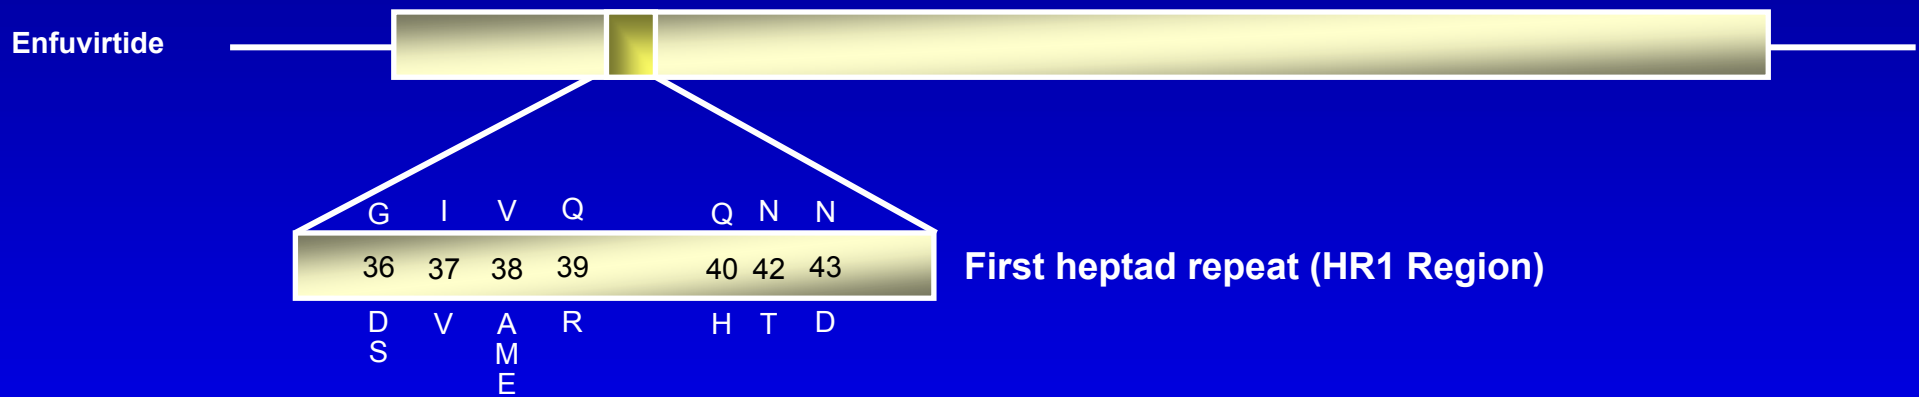 Enfuvirtide
G I V Q Q N N
36 37 38 39 40 42 43
First heptad repeat (HR1 Region)
D V A R H T D
S M
E